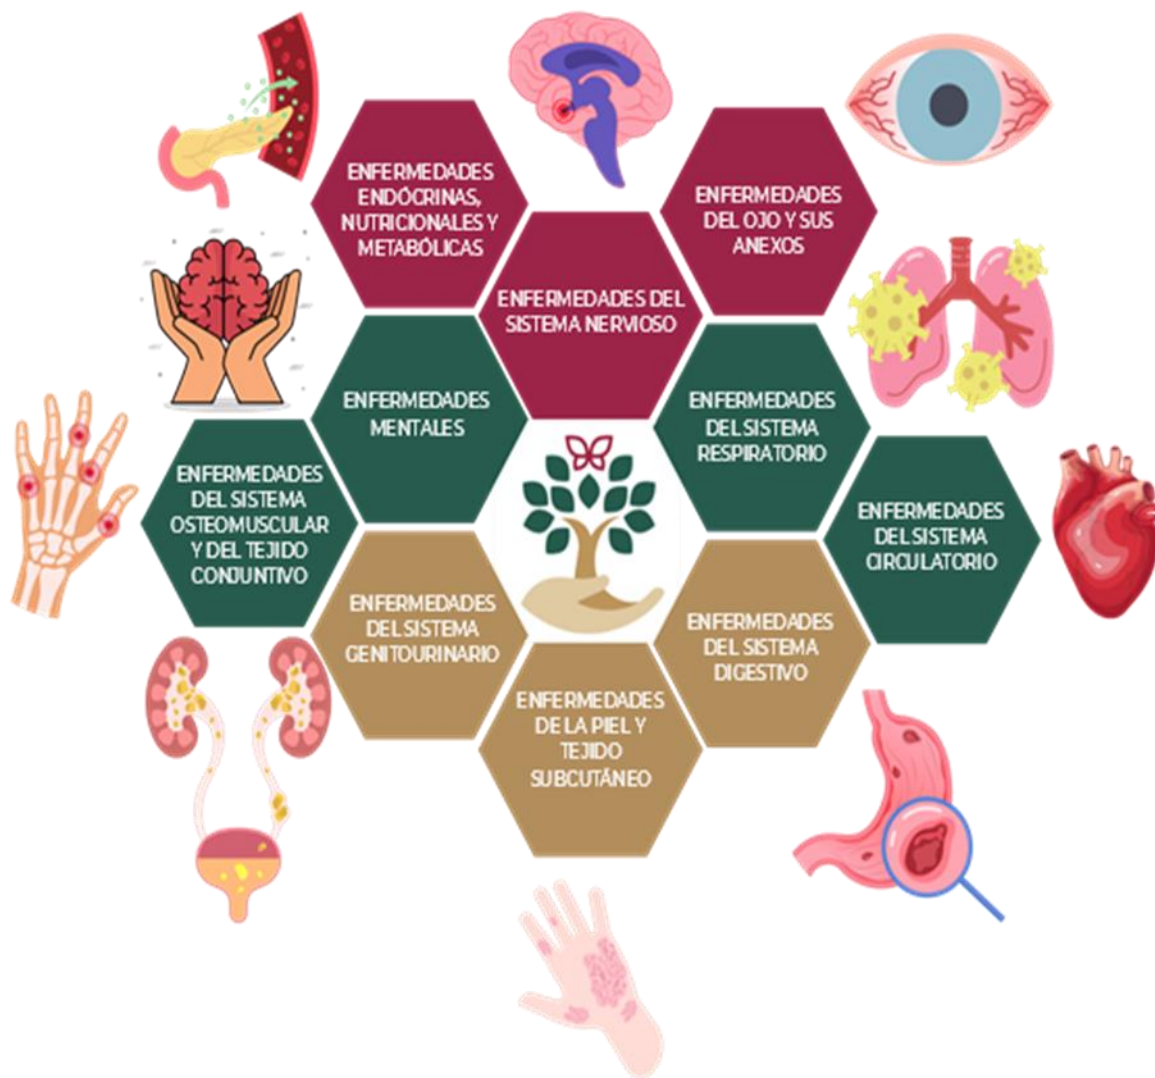 ENFERMEDADES
ENDÓCRINAS,
NUTRICIONALES Y
METABÓLICAS
ENFERMEDADES DEL
SISTEMA NERVIOSO
ENFERMEDADES
DEL OJO Y SUS
ANEXOS
ENFERMEDADES
MENTALES
ENFERMEDADES
DEL SISTEMA
RESPIRATORIO
ENFERMEDADES
DEL SISTEMA
OSTEOMUSCULAR
Y DEL TEJIDO
CONJUNTIVO
ENFERMEDADES
DEL SISTEMA
CIRCULATORIO
ENFERMEDADES
DEL SISTEMA
GENITOURINARIO
ENFERMEDADES
DE LA PIEL Y
TEJIDO
SUBCUTÁNEO
ENFERMEDADES
DEL SISTEMA
DIGESTIVO